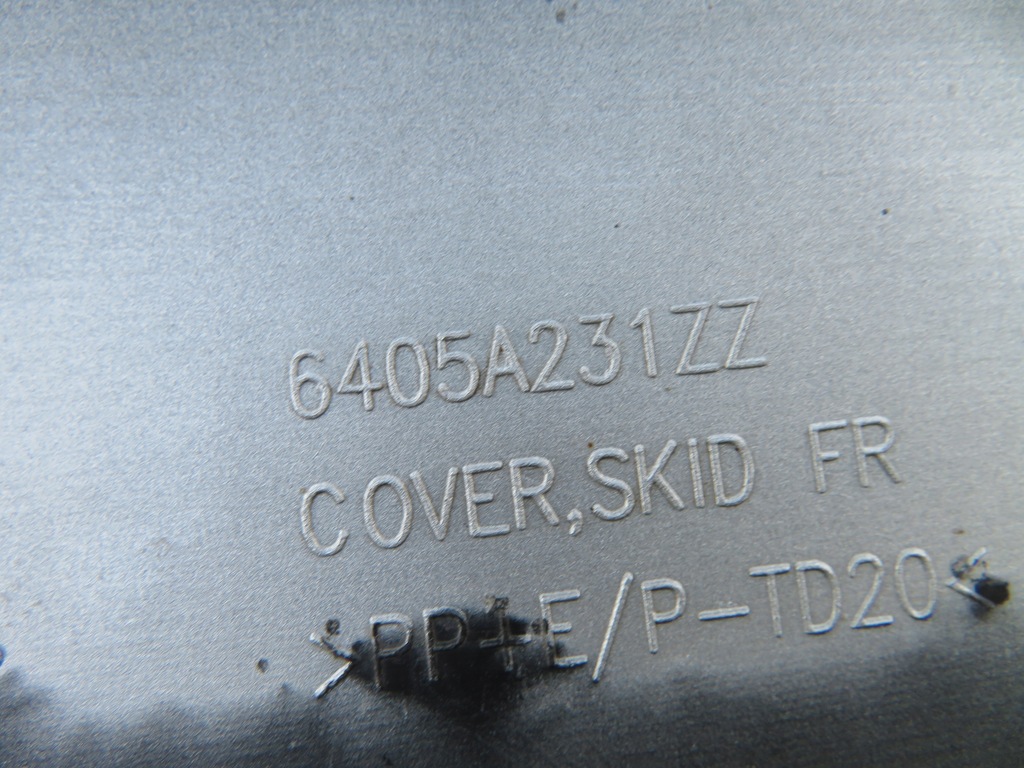 6405A231ZZ
COVER,SKID FR
>PP+E/P-TD20<